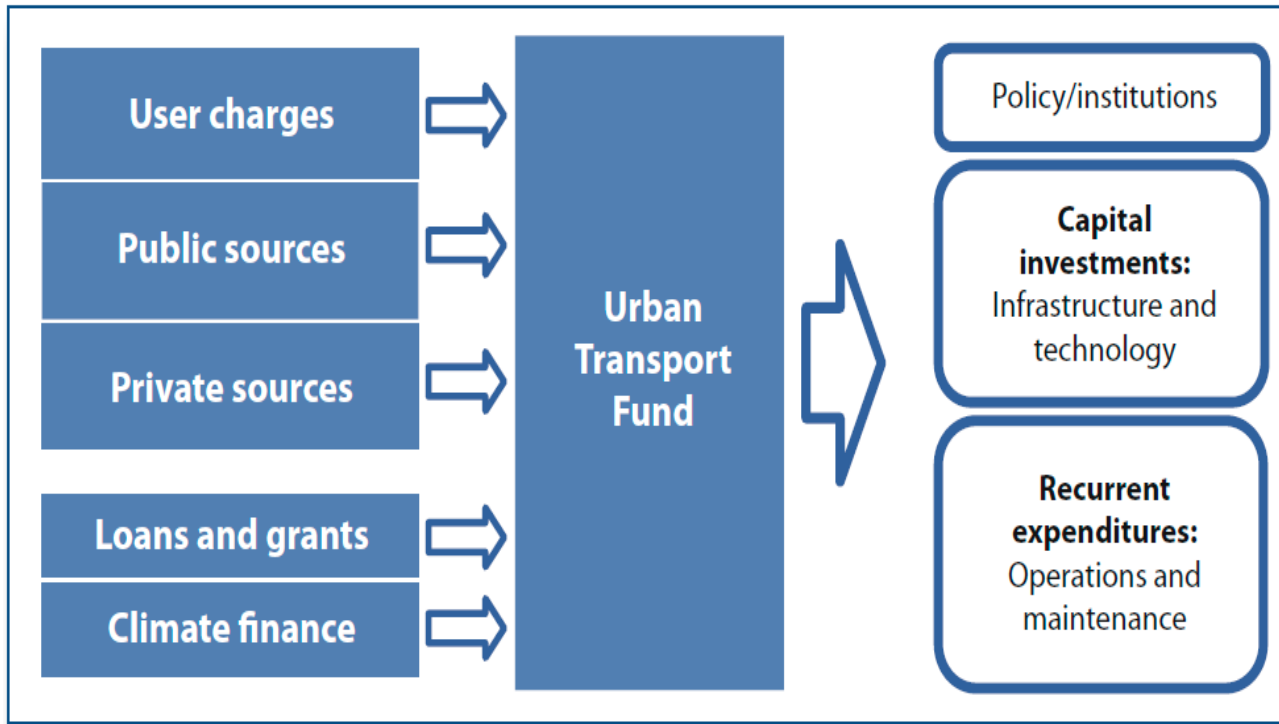 User charges
Public sources
Private sources
Loans and grants
Climate finance
Urban
Transport
Fund
Policy/institutions
Capital
investments:
Infrastructure and
technology
Recurrent
expenditures:
Operations and
maintenance